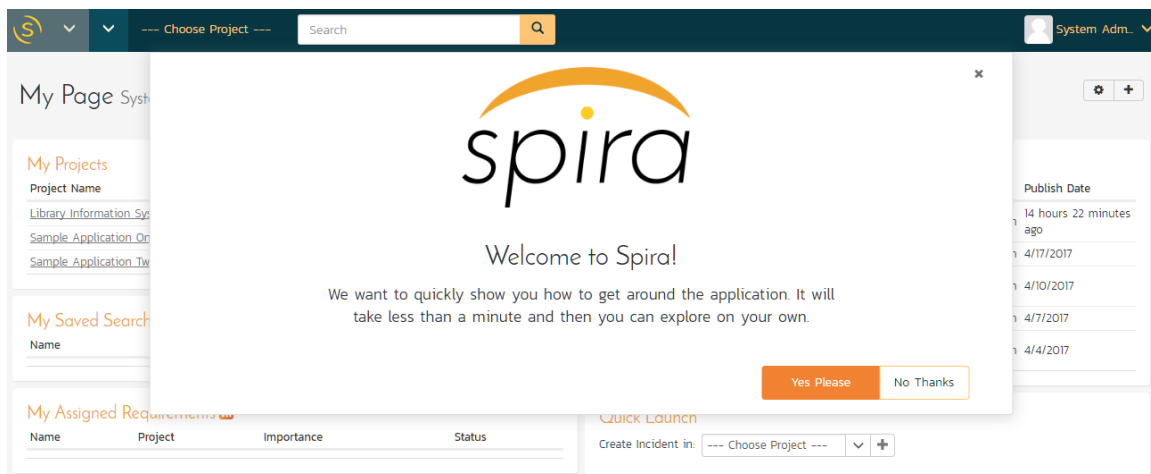 --- Choose Project ---
Search
System Adm...
My Page Syst
spira
Welcome to Spira!
We want to quickly show you how to get around the application. It will
take less than a minute and then you can explore on your own.
Yes Please
No Thanks
My Projects
Project Name
Library Information Sys
Sample Application On
Sample Application Tw
My Saved Search
Name
Publish Date
14 hours 22 minutes
ago
n 4/17/2017
4/10/2017
n 4/7/2017
n 4/4/2017
My Assigned Requirements
Name Project Importance Status
Quick Launch
Create Incident in: --- Choose Project ---